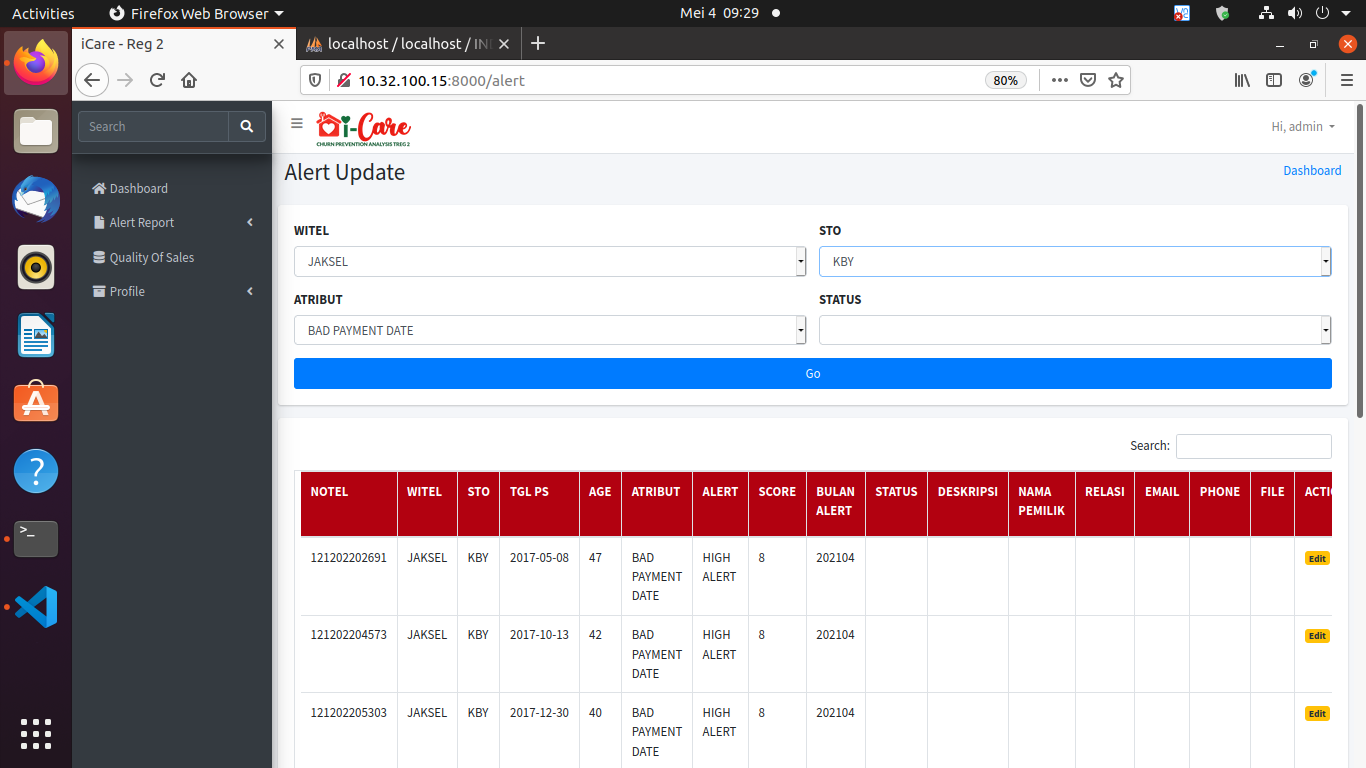 Activities
Firefox Web Browser
Mei 4 09:29
iCare - Reg 2
localhost / localhost / IN
10.32.100.15:8000/alert
80%
Search
i-Care
CHURN PREVENTION ANALYSIS TREG 2
Hi, admin
Dashboard
Alert Report
Quality Of Sales
Profile
Alert Update
Dashboard
WITEL
STO
JAKSEL
KBY
ATRIBUT
STATUS
BAD PAYMENT DATE
Go
Search:
NOTEL WITEL STO TGL PS AGE ATRIBUT ALERT SCORE BULAN ALERT STATUS DESKRIPSI NAMA PEMILIK RELASI EMAIL PHONE FILE ACTI
121202202691 JAKSEL KBY 2017-05-08 47 BAD PAYMENT DATE HIGH ALERT 8 202104 Edit
121202204573 JAKSEL KBY 2017-10-13 42 BAD PAYMENT DATE HIGH ALERT 8 202104 Edit
121202205303 JAKSEL KBY 2017-12-30 40 BAD PAYMENT DATE HIGH ALERT 8 202104 Edit